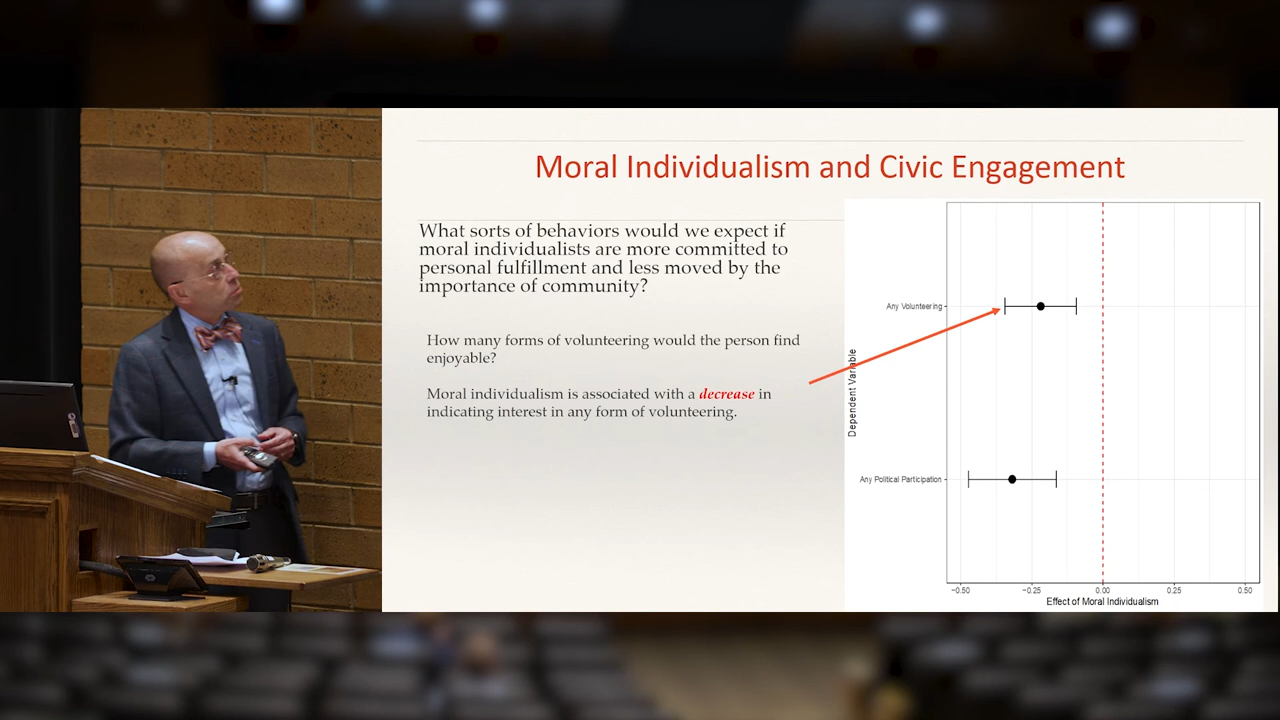 Moral Individualism and Civic Engagement
What sorts of behaviors would we expect if
moral individualists are more committed to
personal fulfillment and less moved by the
importance of community?
How many forms of volunteering would the person find
enjoyable?
Moral individualism is associated with a decrease in
indicating interest in any form of volunteering.
Dependent Variable
Any Volunteering
Any Political Participation
−0.50 −0.25 0.00 0.25 0.50
Effect of Moral Individualism